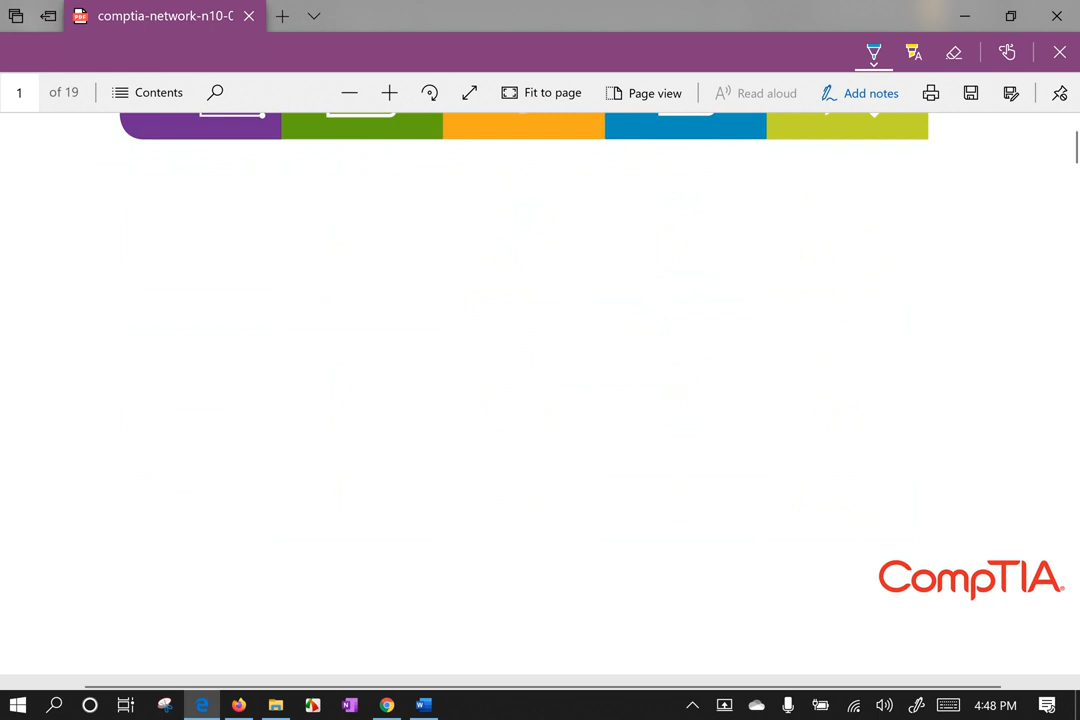 comptia-network-n10-0
1 of 19 Contents Fit to page Page view Read aloud Add notes
CompTIA
4:48 PM